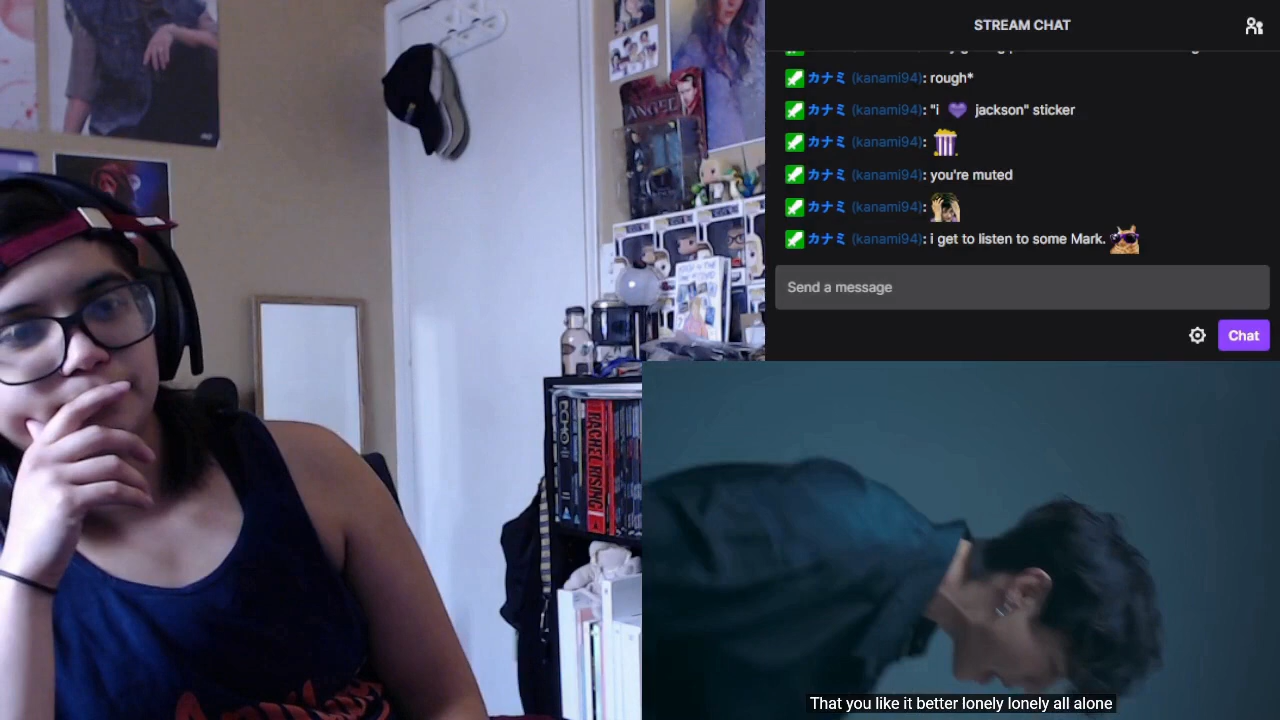 STREAM CHAT
カナミ (kanami94): rough*
カナミ (kanami94): "i 💜 jackson" sticker
カナミ (kanami94): 🍿
カナミ (kanami94): you're muted
カナミ (kanami94):
カナミ (kanami94): i get to listen to some Mark.
Send a message
Chat
ANGEL
ECHO
RACHEL RISING
That you like it better lonely lonely all alone